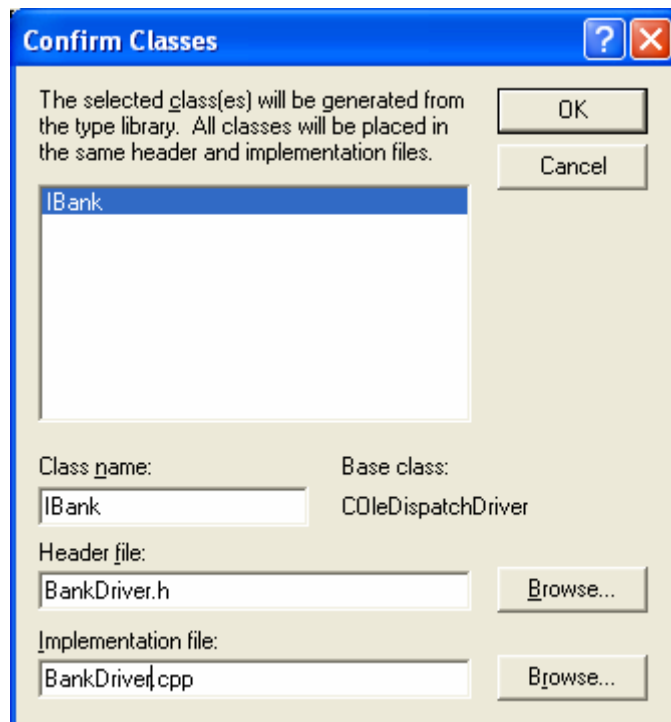 Confirm Classes
The selected class(es) will be generated from
the type library. All classes will be placed in
the same header and implementation files.
OK
Cancel
IBank
Class name:
Base class:
IBank
COleDispatchDriver
Header file:
BankDriver.h
Browse...
Implementation file:
BankDriver.cpp
Browse...